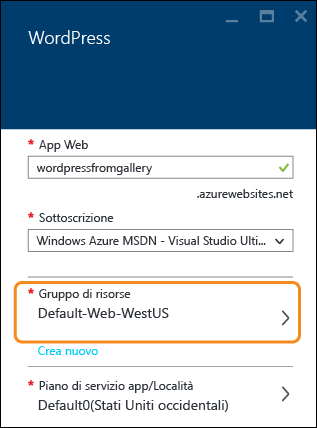 WordPress
* App Web
wordpressfromgallery
.azurewebsites.net
* Sottoscrizione
Windows Azure MSDN - Visual Studio Ulti...
* Gruppo di risorse
Default-Web-WestUS
Crea nuovo
* Piano di servizio app/Località
Default0(Stati Uniti occidentali)